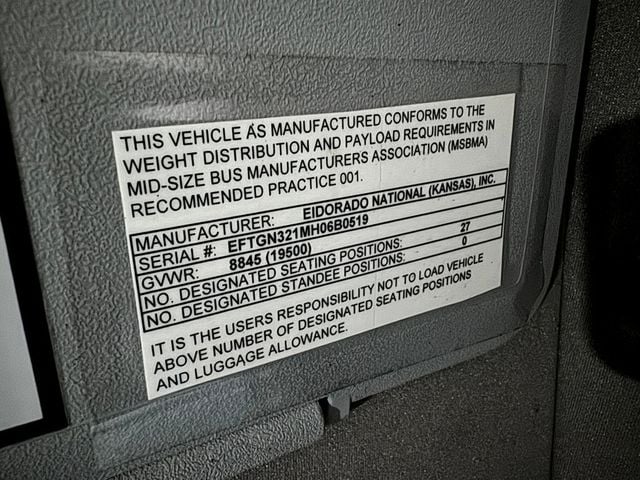 THIS VEHICLE AS MANUFACTURED CONFORMS TO THE
WEIGHT DISTRIBUTION AND PAYLOAD REQUIREMENTS IN
MID-SIZE BUS MANUFACTURERS ASSOCIATION (MSBMA)
RECOMMENDED PRACTICE 001.
MANUFACTURER: ElDORADO NATIONAL (KANSAS), INC.
SERIAL #: EFTGN321MH06B0519
GVWR: 8845 (19500)
NO. DESIGNATED SEATING POSITIONS: 27
NO. DESIGNATED STANDEE POSITIONS: 0
IT IS THE USERS RESPONSIBILITY NOT TO LOAD VEHICLE
ABOVE NUMBER OF DESIGNATED SEATING POSITIONS
AND LUGGAGE ALLOWANCE.